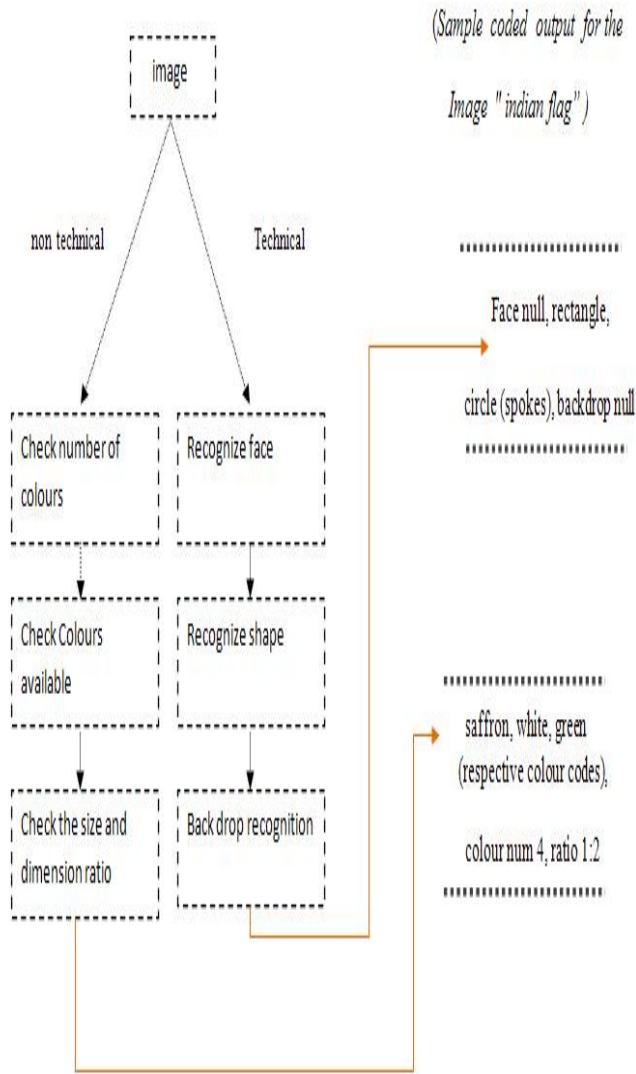 (Sample coded output for the
Image " indian flag" )
image
non technical
Technical
Face null, rectangle,
circle (spokes), backdrop null
Check number of
colours
Recognize face
Check Colours
available
Recognize shape
saffron, white, green
(respective colour codes),
colour num 4, ratio 1:2
Check the size and
dimension ratio
Back drop recognition